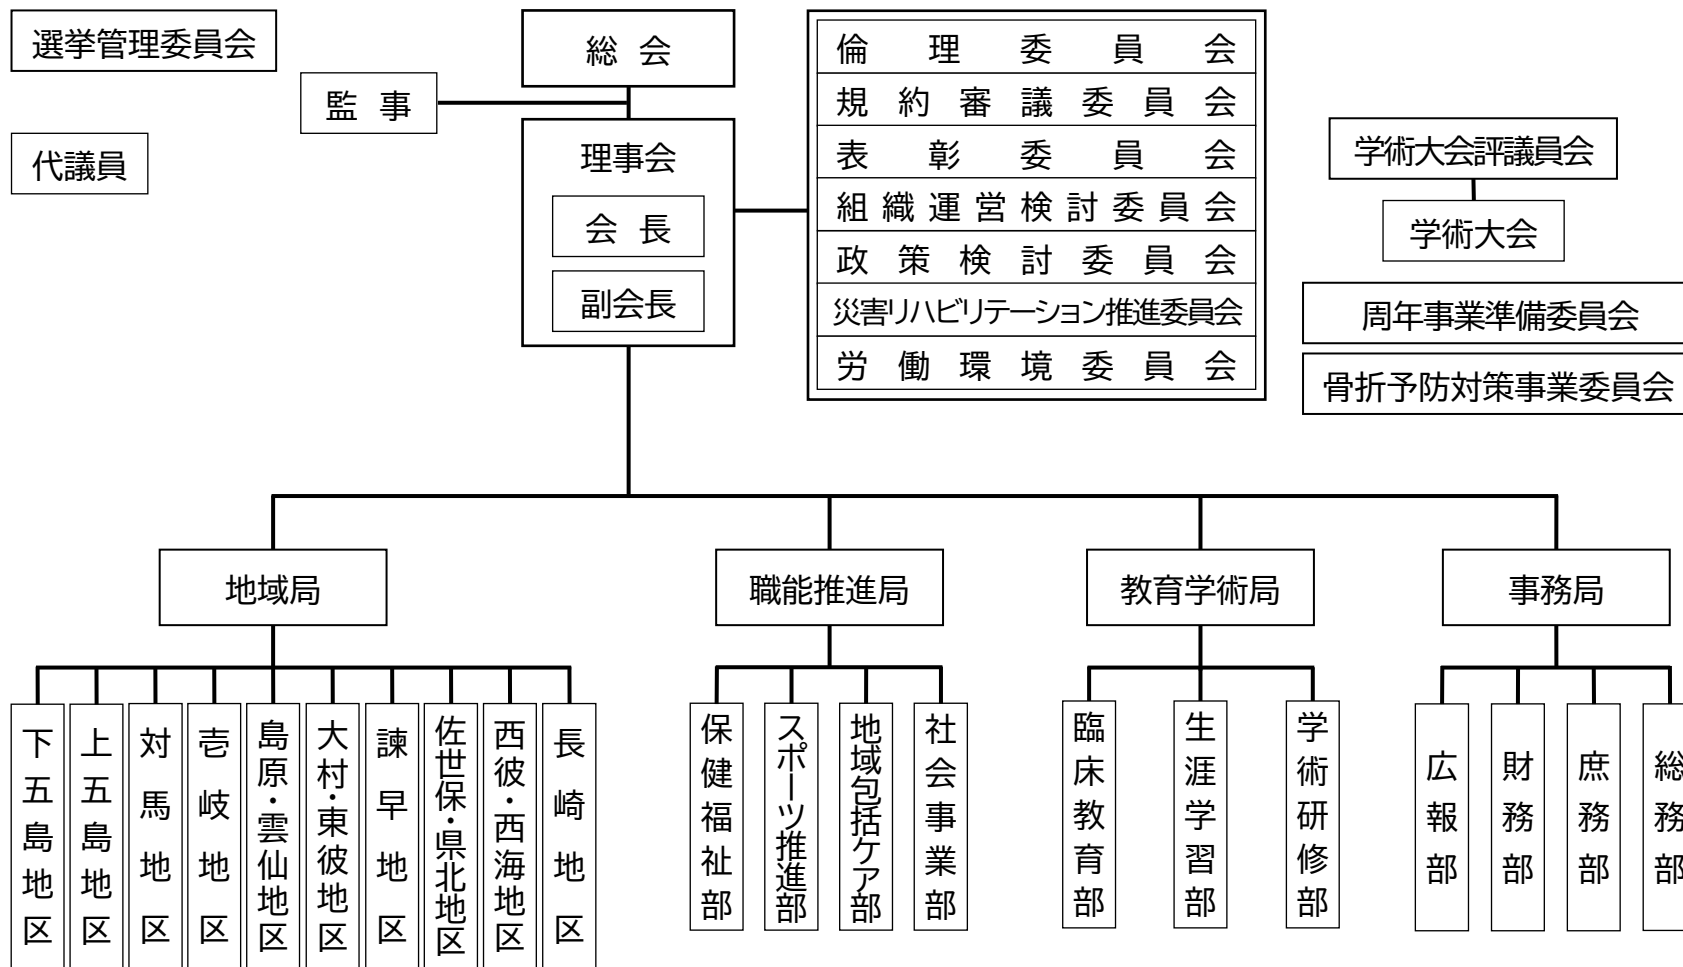 選挙管理委員会
総会
監事
代議員
理事会
会長
副会長
倫理委員会
規約審議委員会
表彰委員会
組織運営検討委員会
政策検討委員会
災害リハビリテーション推進委員会
労働環境委員会
学術大会評議員会
学術大会
周年事業準備委員会
骨折予防対策事業委員会
地域局
職能推進局
教育学術局
事務局
下五島地区
上五島地区
対馬地区
壱岐地区
島原・雲仙地区
大村・東彼地区
諫早地区
佐世保・県北地区
西彼・西海地区
長崎地区
保健福祉部
スポーツ推進部
地域包括ケア部
社会事業部
臨床教育部
生涯学習部
学術研修部
広報部
財務部
庶務部
総務部